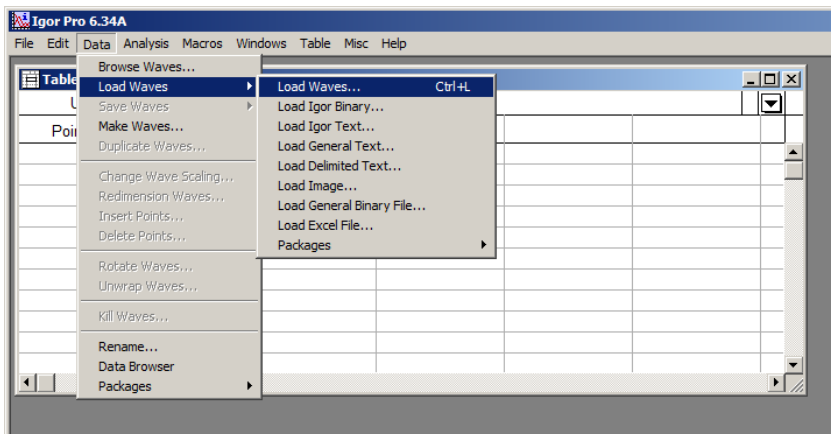 Igor Pro 6.34A
File Edit Data Analysis Macros Windows Table Misc Help
Table
U
Poi
Browse Waves...
Load Waves
Save Waves
Make Waves...
Duplicate Waves...
Change Wave Scaling...
Redimension Waves...
Insert Points...
Delete Points...
Rotate Waves...
Unwrap Waves...
Kill Waves...
Rename...
Data Browser
Packages
Load Waves... Ctrl+L
Load Igor Binary...
Load Igor Text...
Load General Text...
Load Delimited Text...
Load Image...
Load General Binary File...
Load Excel File...
Packages